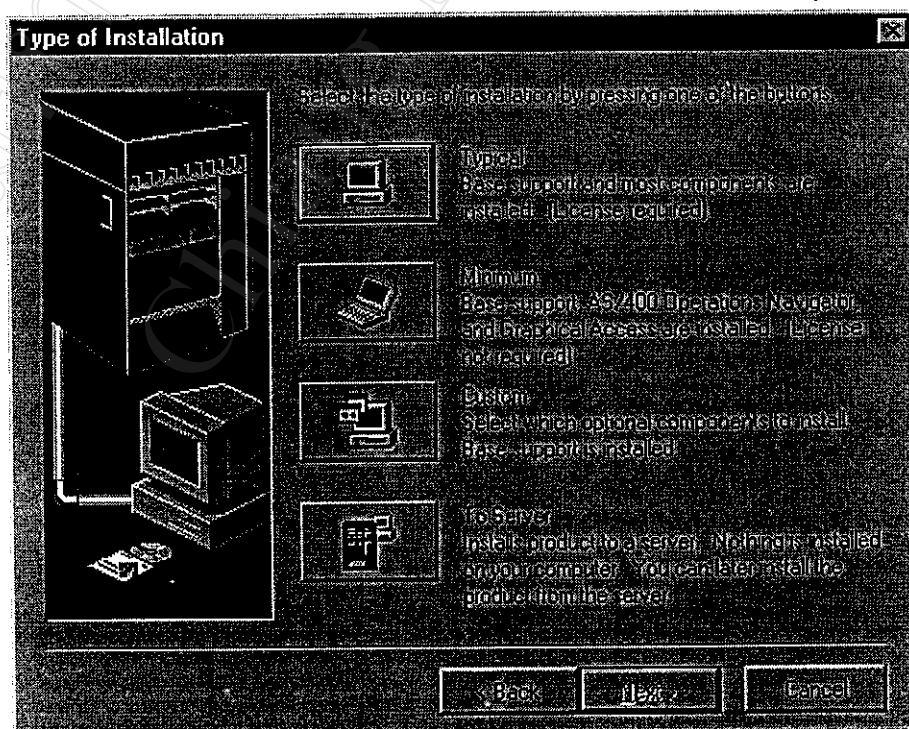 Type of Installation
Select the type of installation by pressing one of the buttons.
Typical
Base support and most components are
installed. (License required)
Minimum
Base support, AS/400 Operations Navigator,
and Graphical Access are installed. (License
not required)
Custom
Select which optional components to install.
Base support is installed.
To Server
Installs product to a server. Nothing is installed
on your computer. You can later install the
product from the server.
< Back
Next >
Cancel